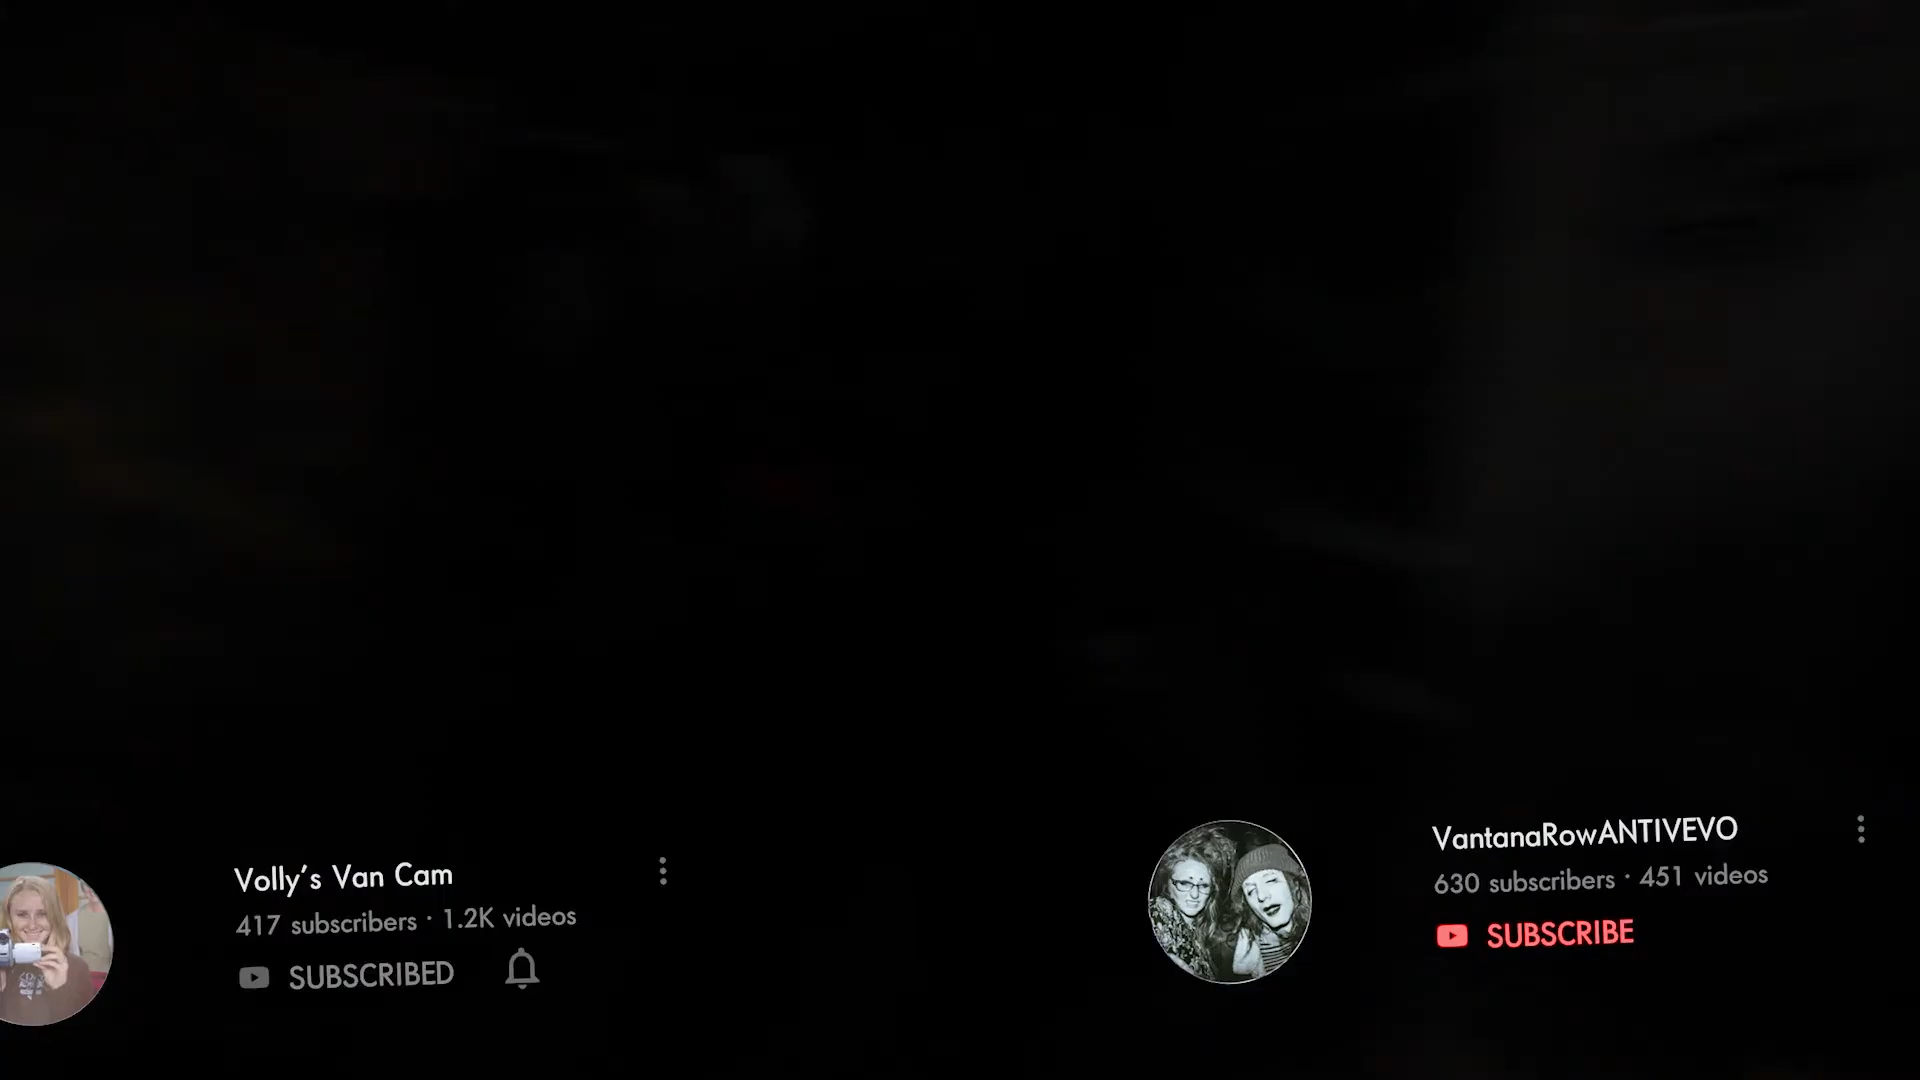 Volly's Van Cam
417 subscribers · 1.2K videos
SUBSCRIBED
VantanaRowANTIVEVO
630 subscribers · 451 videos
SUBSCRIBE